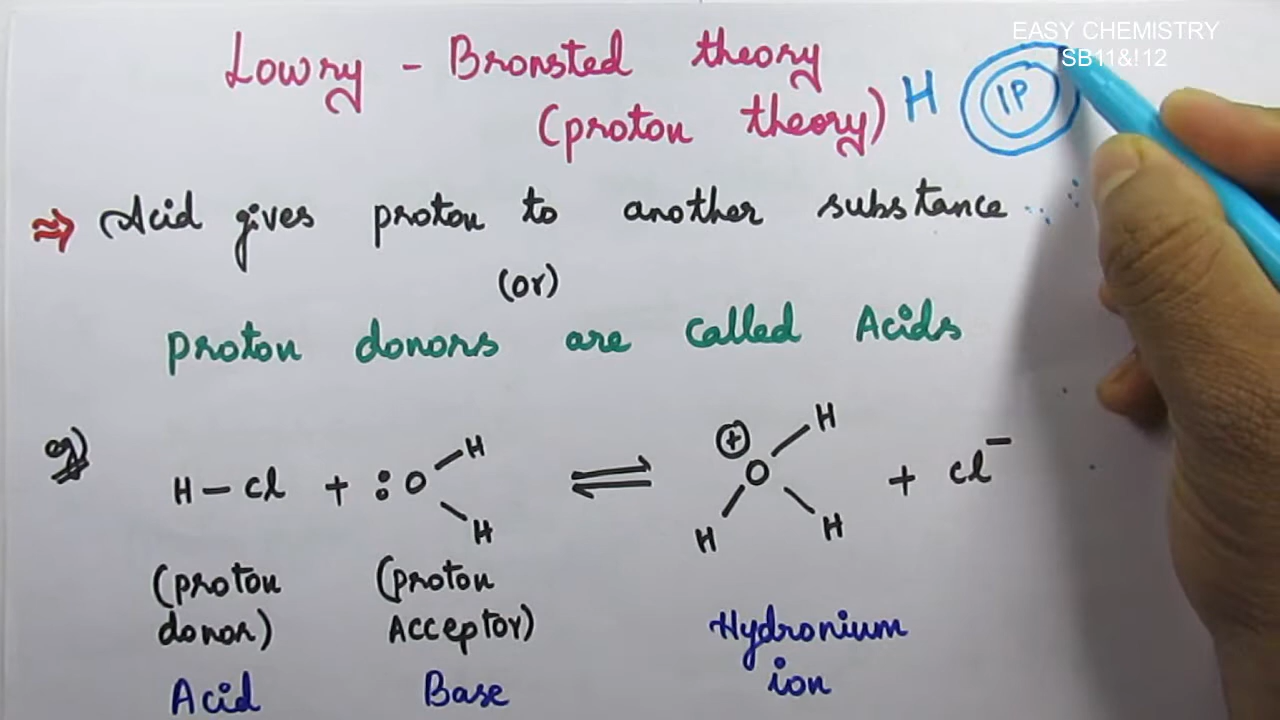 EASY CHEMISTRY
SB11&!12
Lowry - Bronsted theory
(proton theory) H 1P
⇒ Acid gives proton to another substance
(or)
proton donors are called Acids
eg)
H - Cl + :O H H ⇌ ⊕ O H H H + Cl⁻
(proton donor) (proton Acceptor)
Acid Base Hydronium ion